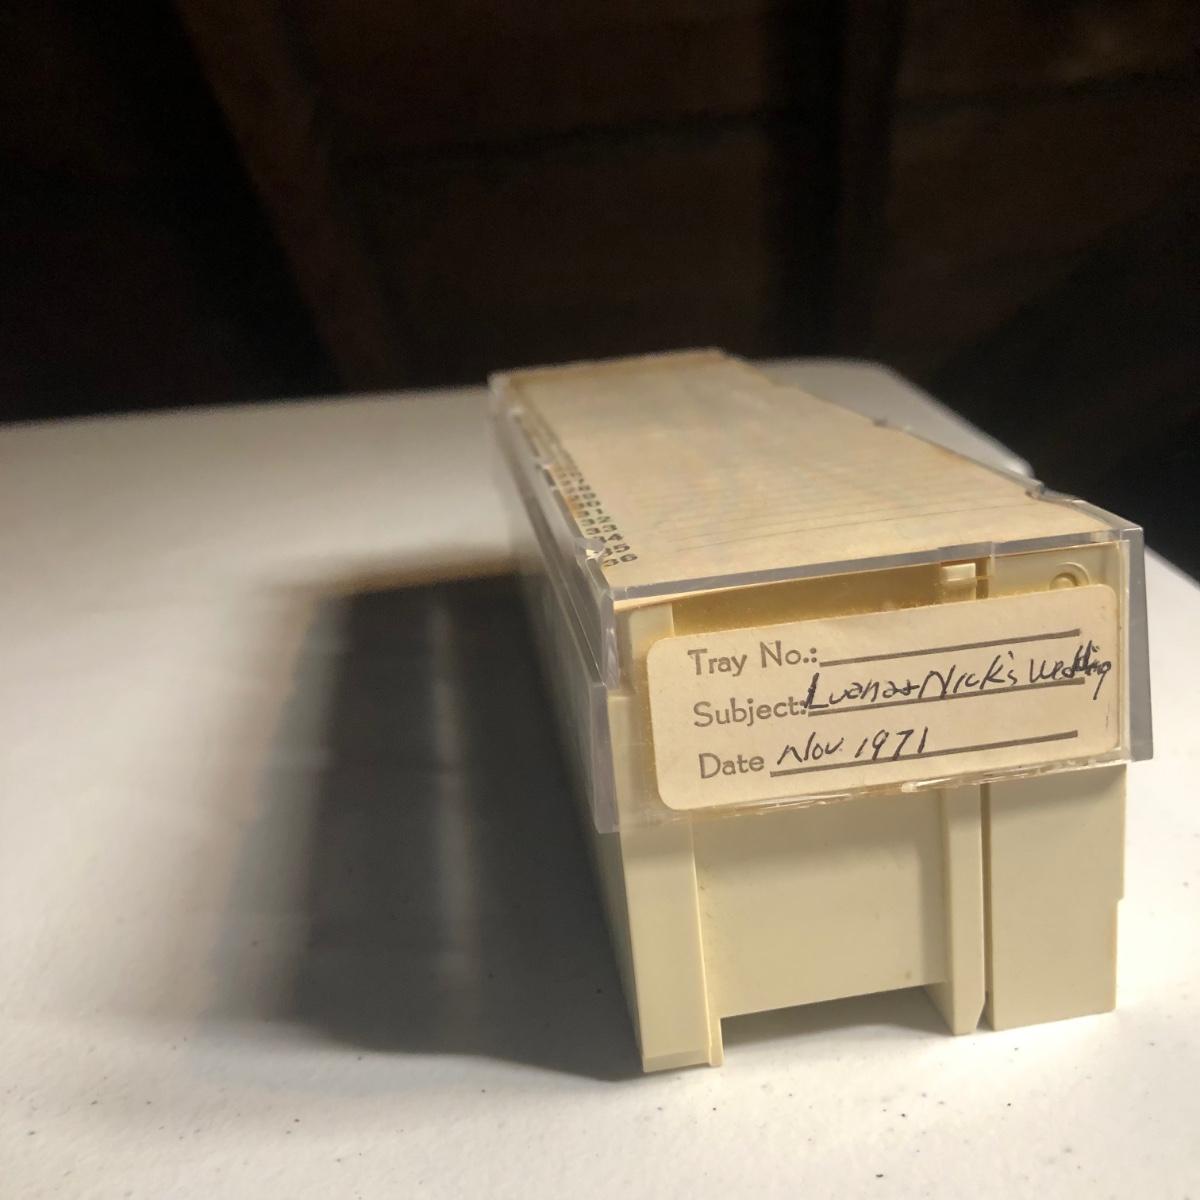 Tray No.:
Subject: Luana + Nick's Wedding
Date Nov. 1971